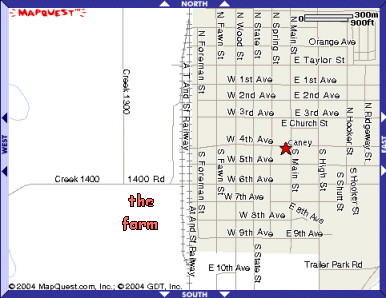 NORTH
MAPQUEST
300m
900ft
N Foreman St
N Fawn St
N Wood St
N State St
N Spring St
N Main St
Orange Ave
E Taylor St
A T And Sf Railway
Creek 1300
W 1st Ave
E 1st Ave
W 2nd Ave
E 2nd Ave
W 3rd Ave
E 3rd Ave
N Hooker St
N Ridgeway St
E Church St
WEST
EAST
W 4th Ave
Caney
W 5th Ave
S Foreman St
S Fawn St
S Main St
S High St
S Shutt St
S Hooker St
Creek 1400
1400 Rd
W 6th Ave
W 7th Ave
the
farm
W 8th Ave
E 8th Ave
W 9th Ave
E 9th Ave
At And Sf Railway
S State St
E 10th Ave
Trailer Park Rd
© 2004 MapQuest.com, Inc.; © 2004 GDT, Inc.
SOUTH